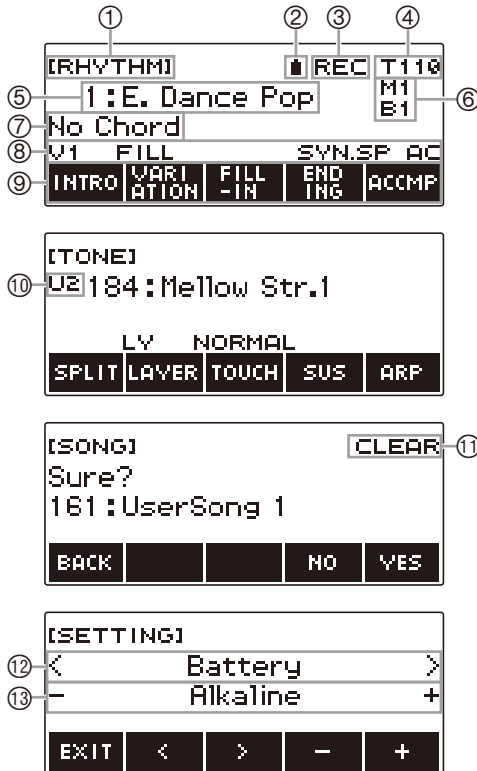 ① ② ③ ④
[RHYTHM] REC T110
⑤ 1:E. Dance Pop M1 ⑥
B1
⑦ No Chord
⑧ V1 FILL SYN.SP AC
⑨ INTRO VARI ATION FILL -IN END ING ACCMP
[TONE]
⑩ U2 184:Mellow Str.1
LY NORMAL
SPLIT LAYER TOUCH SUS ARP
[SONG] CLEAR ⑪
Sure?
161:UserSong 1
BACK NO YES
[SETTING]
⑫ < Battery >
⑬ - Alkaline +
EXIT < > - +